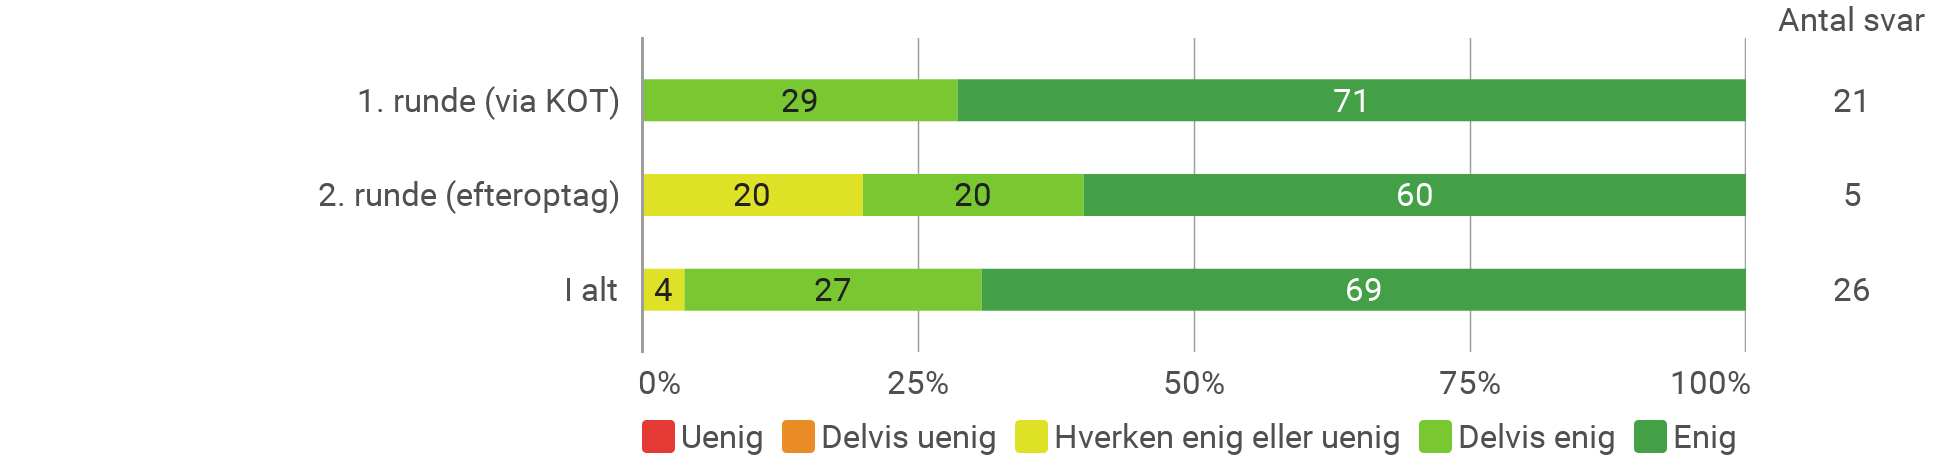 Antal svar
1. runde (via KOT) 29 71 21
2. runde (efteroptag) 20 20 60 5
I alt 4 27 69 26
0% 25% 50% 75% 100%
Uenig Delvis uenig Hverken enig eller uenig Delvis enig Enig